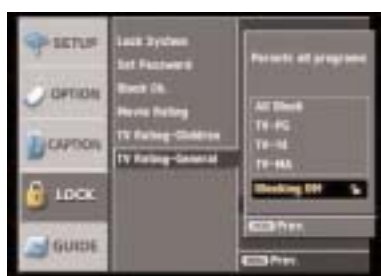 SETUP
OPTION
CAPTION
LOCK
GUIDE
Lock System
Set Password
Block Ch.
Movie Rating
TV Rating-Children
TV Rating-General
Permits all programs
All Block
TV-PG
TV-14
TV-MA
Blocking Off
Prev.
Prev.